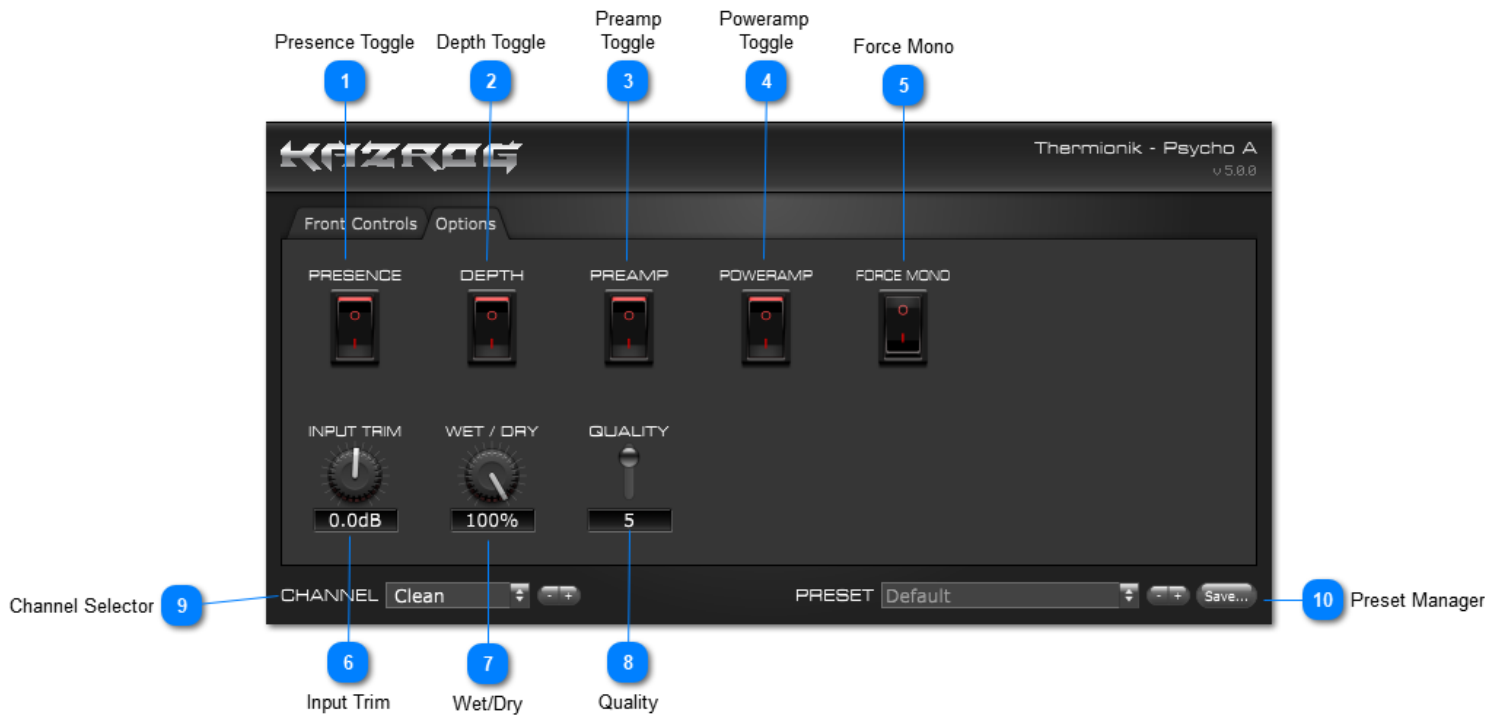 Preamp
Toggle
Poweramp
Toggle
Presence Toggle
Depth Toggle
Force Mono
1
2
3
4
5
KAZROG
Thermionik - Psycho A
v 5.0.0
Front Controls
Options
PRESENCE
DEPTH
PREAMP
POWERAMP
FORCE MONO
O
O
O
O
O
I
I
I
I
I
INPUT TRIM
WET / DRY
QUALITY
0.0dB
100%
5
Channel Selector
9
CHANNEL
Clean
- +
PRESET
Default
- +
Save...
10
Preset Manager
6
7
8
Input Trim
Wet/Dry
Quality